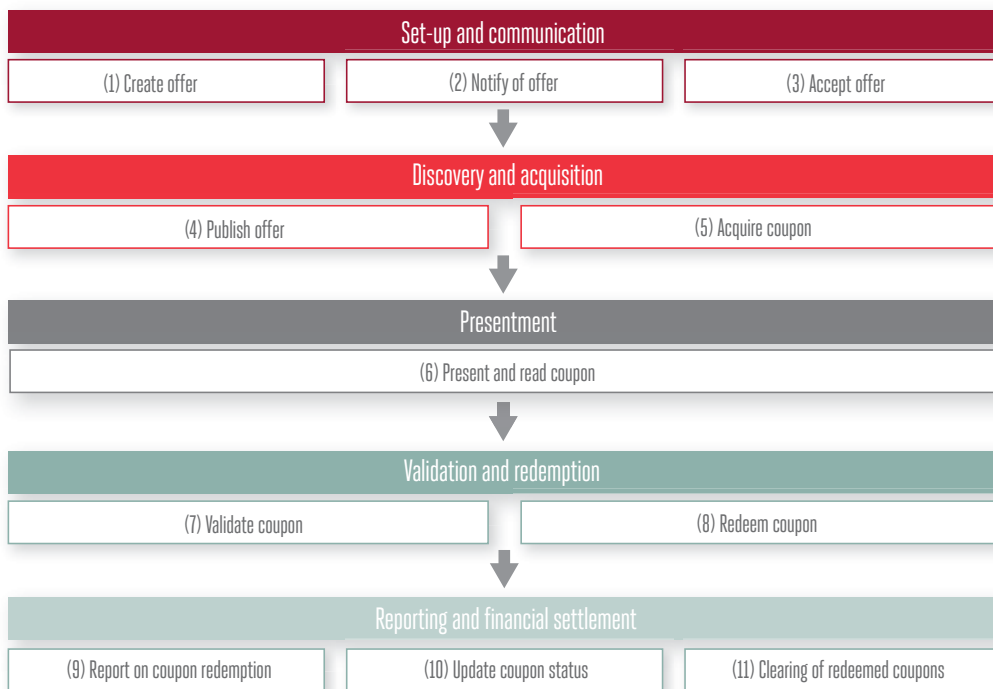 Set-up and communication
(1) Create offer
(2) Notify of offer
(3) Accept offer
Discovery and acquisition
(4) Publish offer
(5) Acquire coupon
Presentment
(6) Present and read coupon
Validation and redemption
(7) Validate coupon
(8) Redeem coupon
Reporting and financial settlement
(9) Report on coupon redemption
(10) Update coupon status
(11) Clearing of redeemed coupons